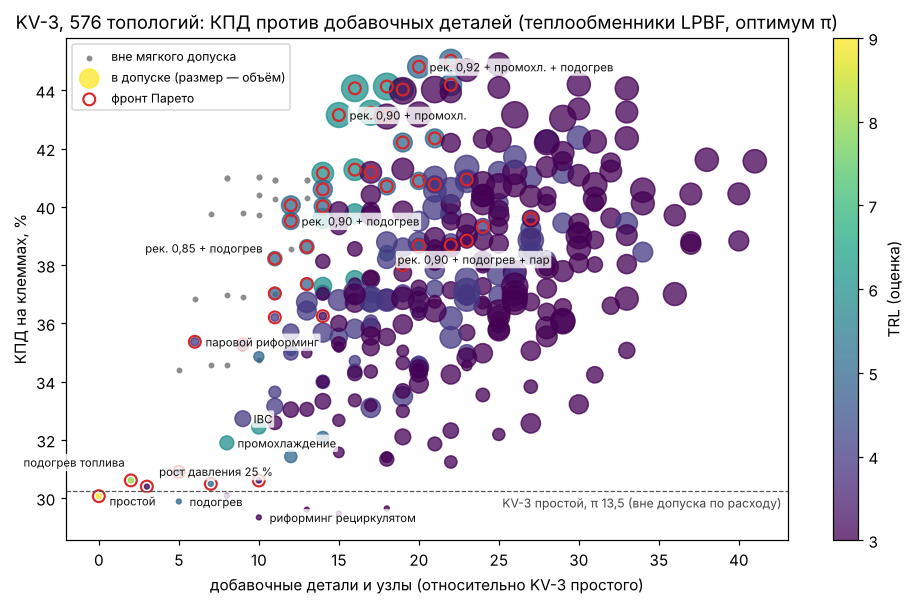 KV-3, 576 топологий: КПД против добавочных деталей (теплообменники LPBF, оптимум π)
вне мягкого допуска
в допуске (размер — объём)
фронт Парето
рек. 0,92 + промохл. + подогрев
рек. 0,90 + промохл.
рек. 0,90 + подогрев
рек. 0,85 + подогрев
рек. 0,90 + подогрев + пар
паровой риформинг
IBC
промохлаждение
подогрев топлива
рост давления 25 %
простой
подогрев
KV-3 простой, π 13,5 (вне допуска по расходу)
риформинг рециркулятом
44
42
40
38
36
34
32
30
КПД на клеммах, %
0 5 10 15 20 25 30 35 40
добавочные детали и узлы (относительно KV-3 простого)
9
8
7
6
5
4
3
TRL (оценка)